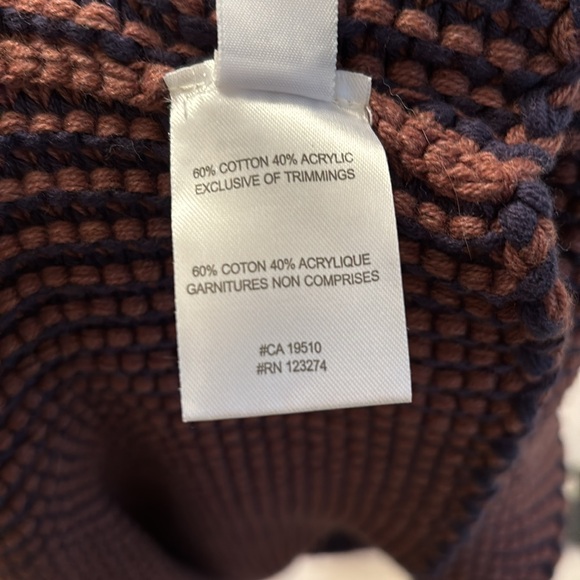 60% COTTON 40% ACRYLIC
EXCLUSIVE OF TRIMMINGS
60% COTON 40% ACRYLIQUE
GARNITURES NON COMPRISES
#CA 19510
#RN 123274